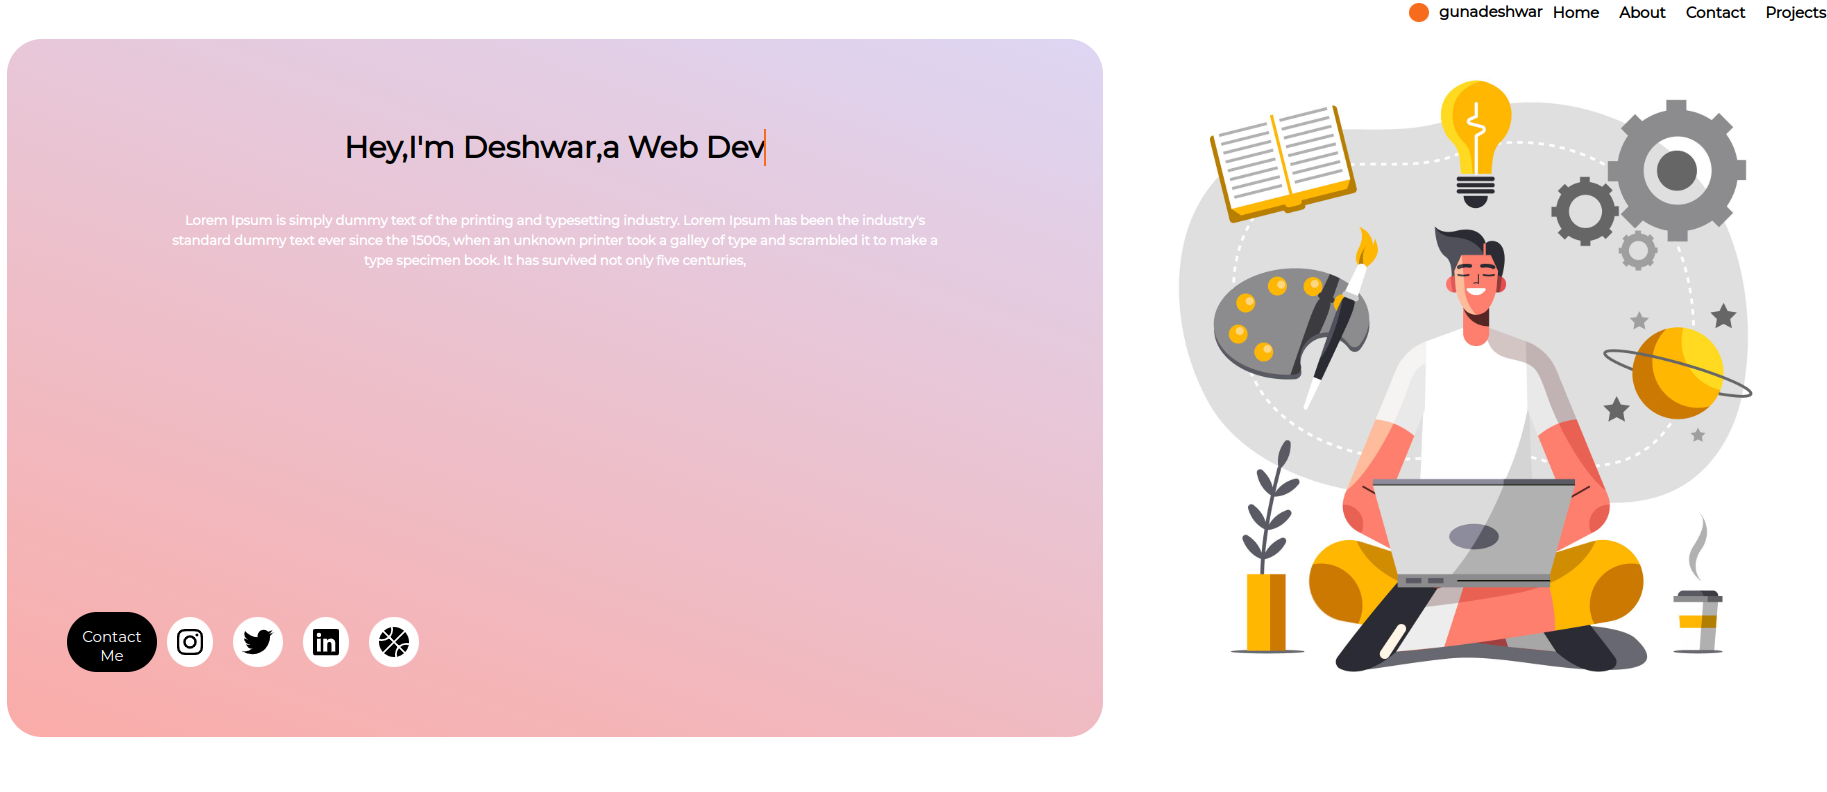 gunadeshwar Home About Contact Projects
Hey,I'm Deshwar,a Web Dev
Lorem Ipsum is simply dummy text of the printing and typesetting industry. Lorem Ipsum has been the industry's
standard dummy text ever since the 1500s, when an unknown printer took a galley of type and scrambled it to make a
type specimen book. It has survived not only five centuries,
Contact
Me